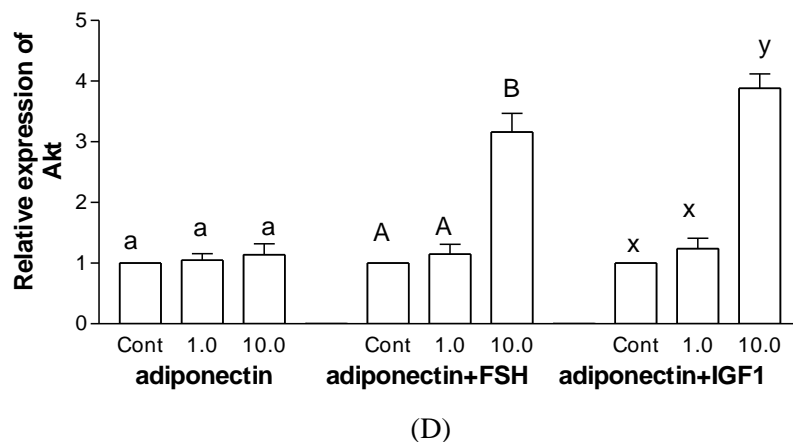 Relative expression of
Akt
5
4
3
2
1
0
a a a
A A B
x x y
Cont 1.0 10.0 Cont 1.0 10.0 Cont 1.0 10.0
adiponectin adiponectin+FSH adiponectin+IGF1
(D)